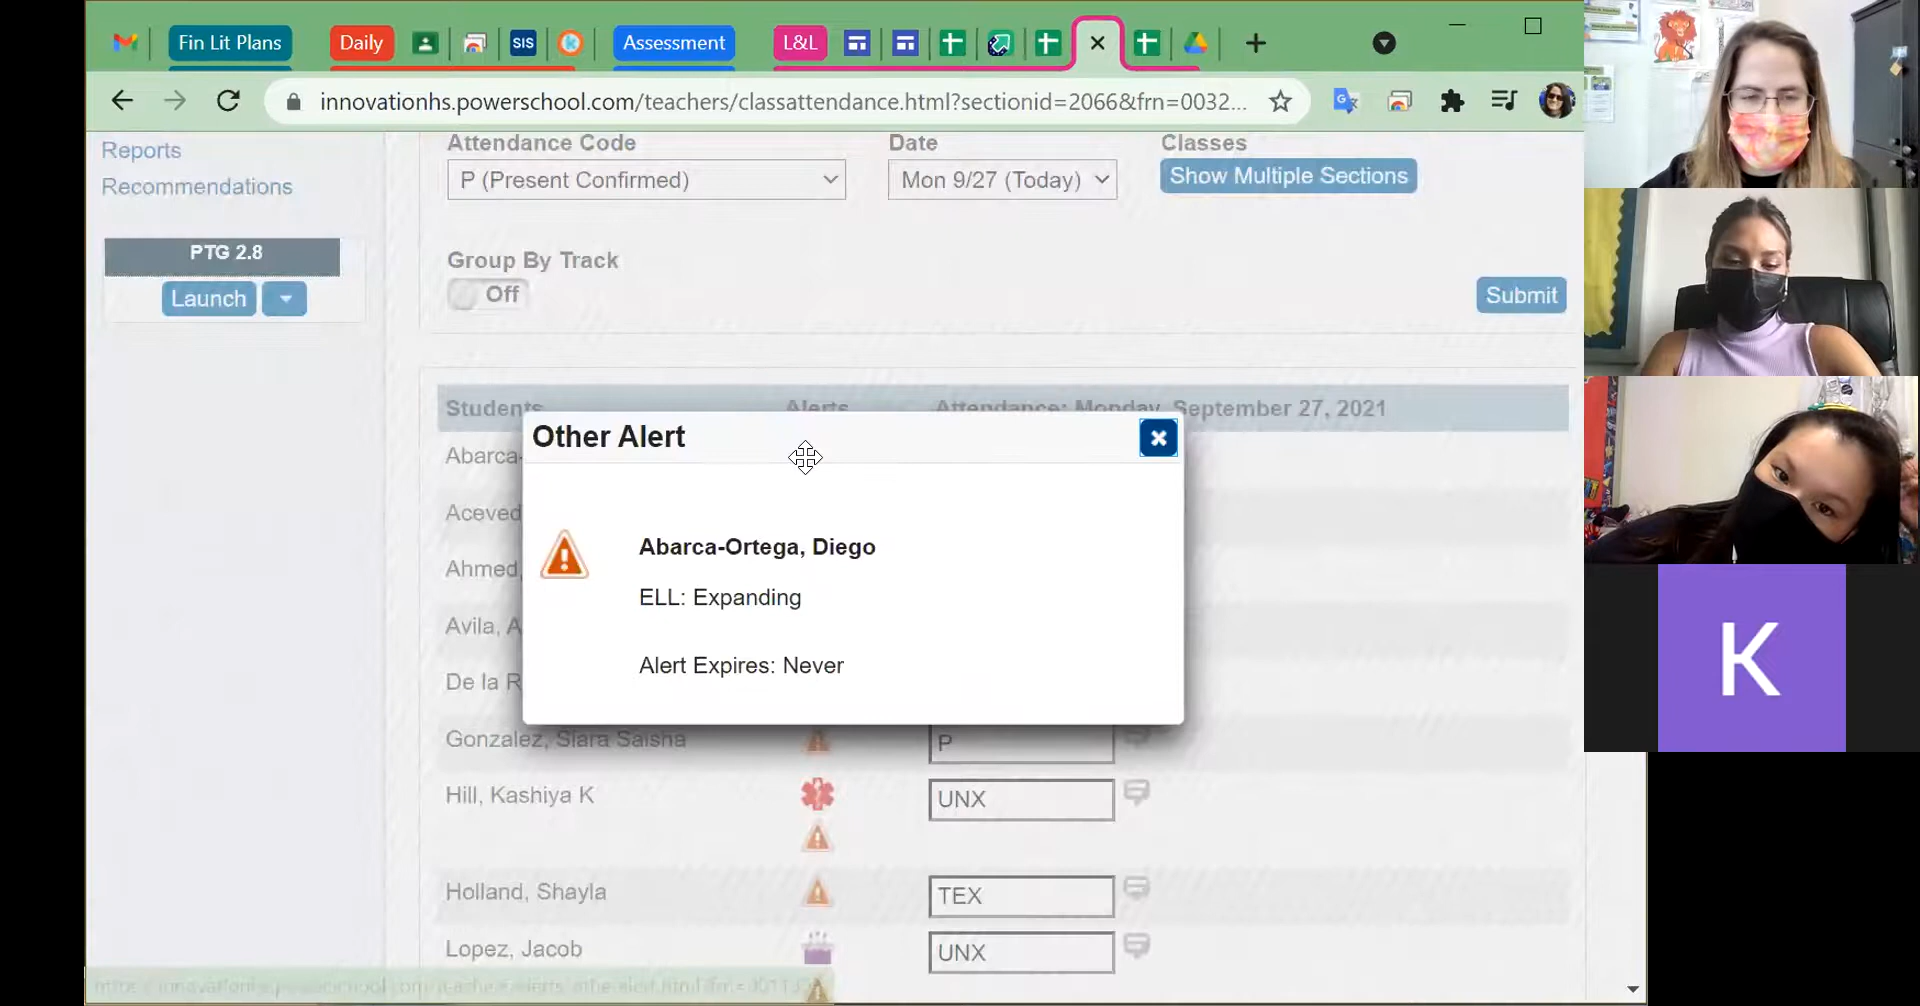 Fin Lit Plans
Daily
SIS
K
Assessment
L&L
innovationhs.powerschool.com/teachers/classattendance.html?sectionid=2066&frn=0032...
Reports
Recommendations
PTG 2.8
Launch
Attendance Code
P (Present Confirmed)
Date
Mon 9/27 (Today)
Classes
Show Multiple Sections
Group By Track
Off
Submit
Students
Alerts
Attendance: Monday, September 27, 2021
Other Alert
Abarca-
Aceved
Ahmed,
Avila, A
De la R
Abarca-Ortega, Diego
ELL: Expanding
Alert Expires: Never
Gonzalez, Siara Saisha
P
Hill, Kashiya K
UNX
Holland, Shayla
TEX
Lopez, Jacob
UNX
K